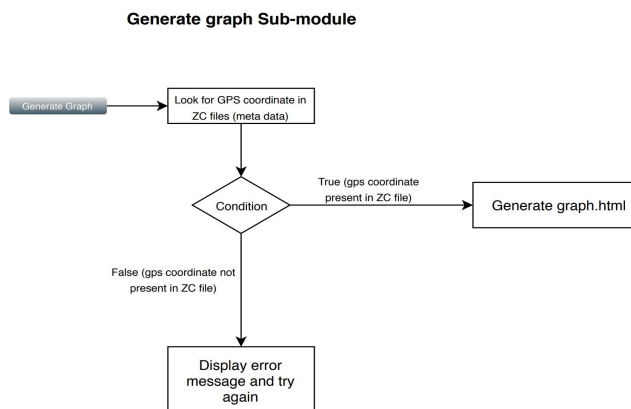 Generate graph Sub-module
Generate Graph
Look for GPS coordinate in
ZC files (meta data)
Condition
True (gps coordinate
present in ZC file)
Generate graph.html
False (gps coordinate not
present in ZC file)
Display error
message and try
again